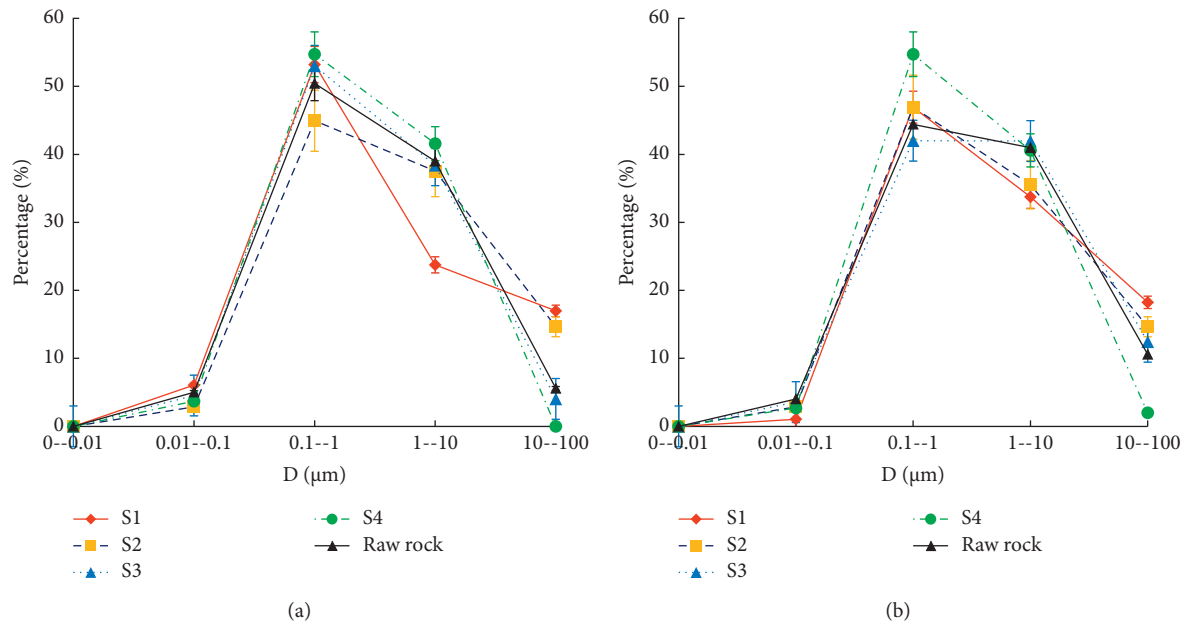 60
50
40
30
20
10
0
Percentage (%)
0--0.01
0.01--0.1
0.1--1
1--10
10--100
D (μm)
S1
S2
S3
S4
Raw rock
(a)
60
50
40
30
20
10
0
Percentage (%)
0--0.01
0.01--0.1
0.1--1
1--10
10--100
D (μm)
S1
S2
S3
S4
Raw rock
(b)